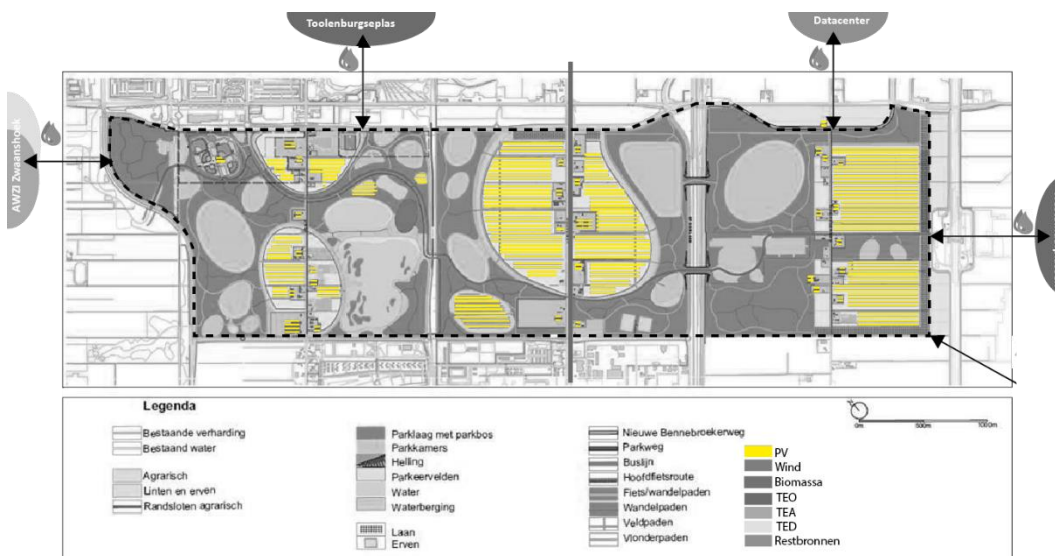 Toolenburgseplas
Datacenter
AWZI Zwaanshoek
Legenda
Bestaande verharding
Bestaand water
Agrarisch
Linten en erven
Randsloten agrarisch
Parklaag met parkbos
Parkkamers
Helling
Parkeervelden
Water
Waterberging
Laan
Erven
Nieuwe Bennebroekerweg
Parkweg
Buslijn
Hoofdfietsroute
Fiets/wandelpaden
Wandelpaden
Veldpaden
Vlonderpaden
PV
Wind
Biomassa
TEO
TEA
TED
Restbronnen
0m
500m
1000m